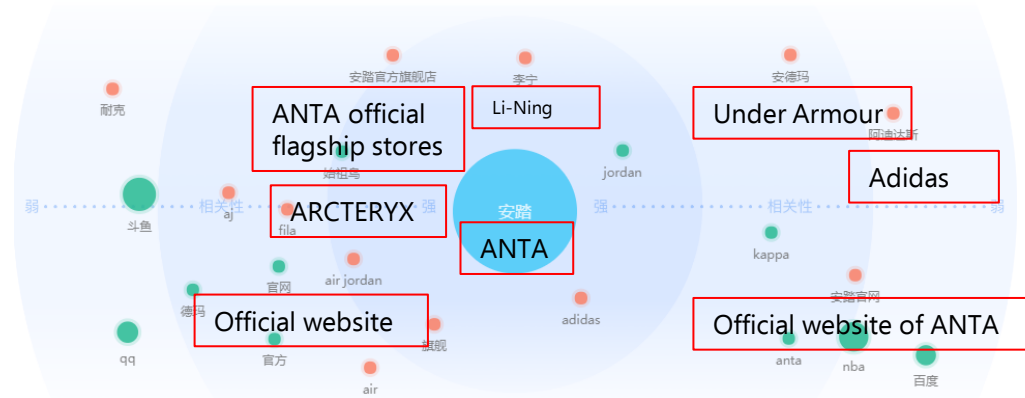 安踏官方旗舰店
李宁
安德玛
耐克
ANTA official
flagship stores
Li-Ning
Under Armour
阿迪达斯
始祖鸟
jordan
Adidas
弱
相关性
强
安踏
强
相关性
弱
斗鱼
aj
fila
ARCTERYX
ANTA
kappa
官网
air jordan
安踏官网
德玛
Official website
adidas
Official website of ANTA
旗舰
qq
官方
anta
nba
百度
air